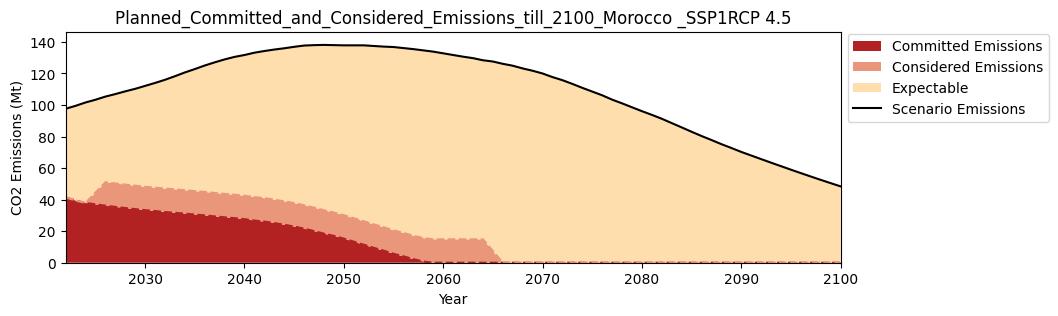 Planned_Committed_and_Considered_Emissions_till_2100_Morocco _SSP1RCP 4.5
CO2 Emissions (Mt)
140
120
100
80
60
40
20
0
2030
2040
2050
2060
2070
2080
2090
2100
Year
Committed Emissions
Considered Emissions
Expectable
Scenario Emissions